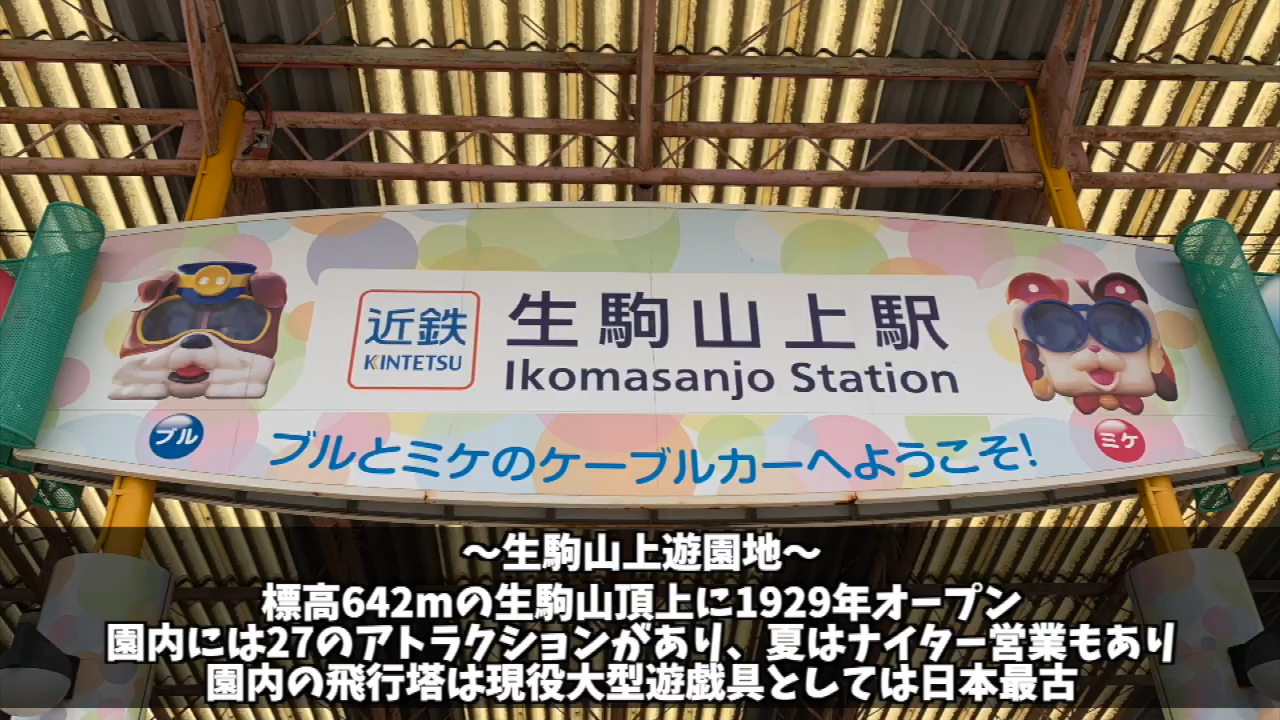 近鉄
KINTETSU
生駒山上駅
Ikomasanjo Station
ブル
ミケ
ブルとミケのケーブルカーへようこそ!
～生駒山上遊園地～
標高642mの生駒山頂上に1929年オープン
園内には27のアトラクションがあり、夏はナイター営業もあり
園内の飛行塔は現役大型遊戯具としては日本最古